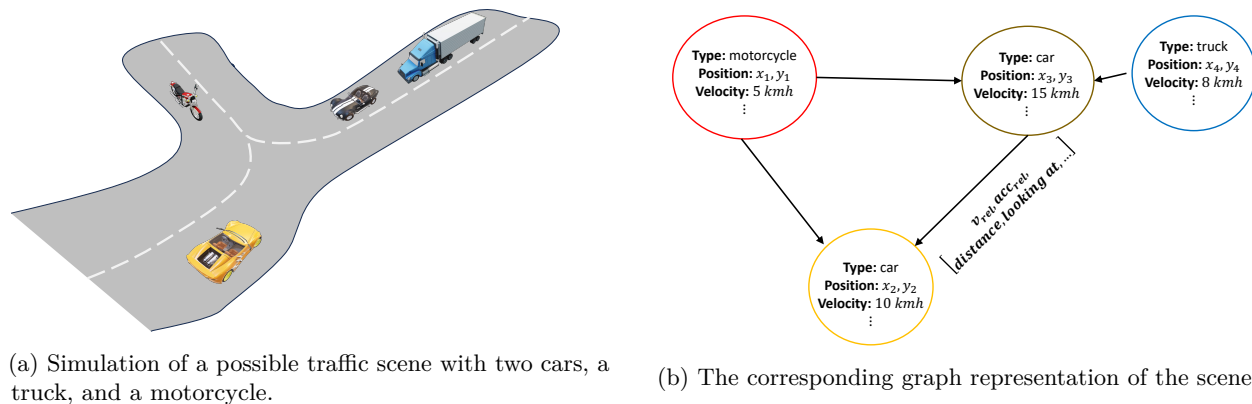 Type: motorcycle
Position: x₁, y₁
Velocity: 5 kmh
⋮
Type: car
Position: x₃, y₃
Velocity: 15 kmh
⋮
Type: truck
Position: x₄, y₄
Velocity: 8 kmh
⋮
v_rel, acc_rel,
distance, looking at, ...
Type: car
Position: x₂, y₂
Velocity: 10 kmh
⋮
(a) Simulation of a possible traffic scene with two cars, a
truck, and a motorcycle.
(b) The corresponding graph representation of the scene